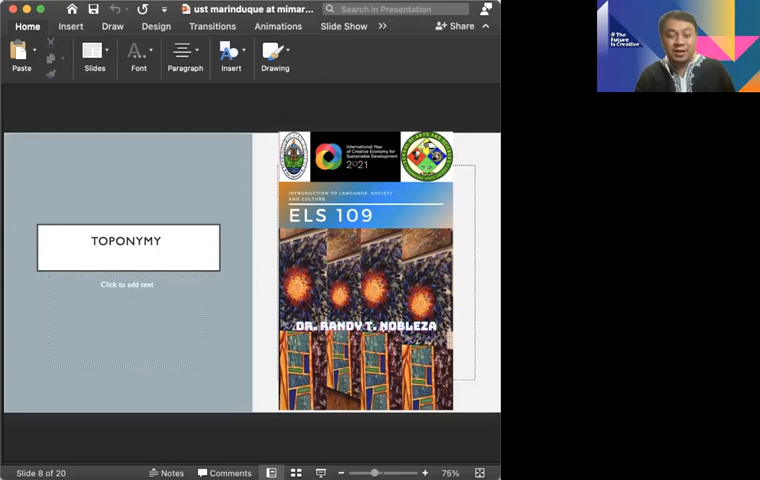 ust marinduque at mimar...
Search in Presentation
Home
Insert
Draw
Design
Transitions
Animations
Slide Show
Share
Paste
Slides
Font
Paragraph
Insert
Drawing
# The
Future
Is Creative
TOPONYMY
Click to add text
International Year
of Creative Economy for
Sustainable Development
2021
INTRODUCTION TO LANGUAGE, SOCIETY
AND CULTURE
ELS 109
DR. RANDY T. NOBLEZA
Slide 8 of 20
Notes
Comments
75%